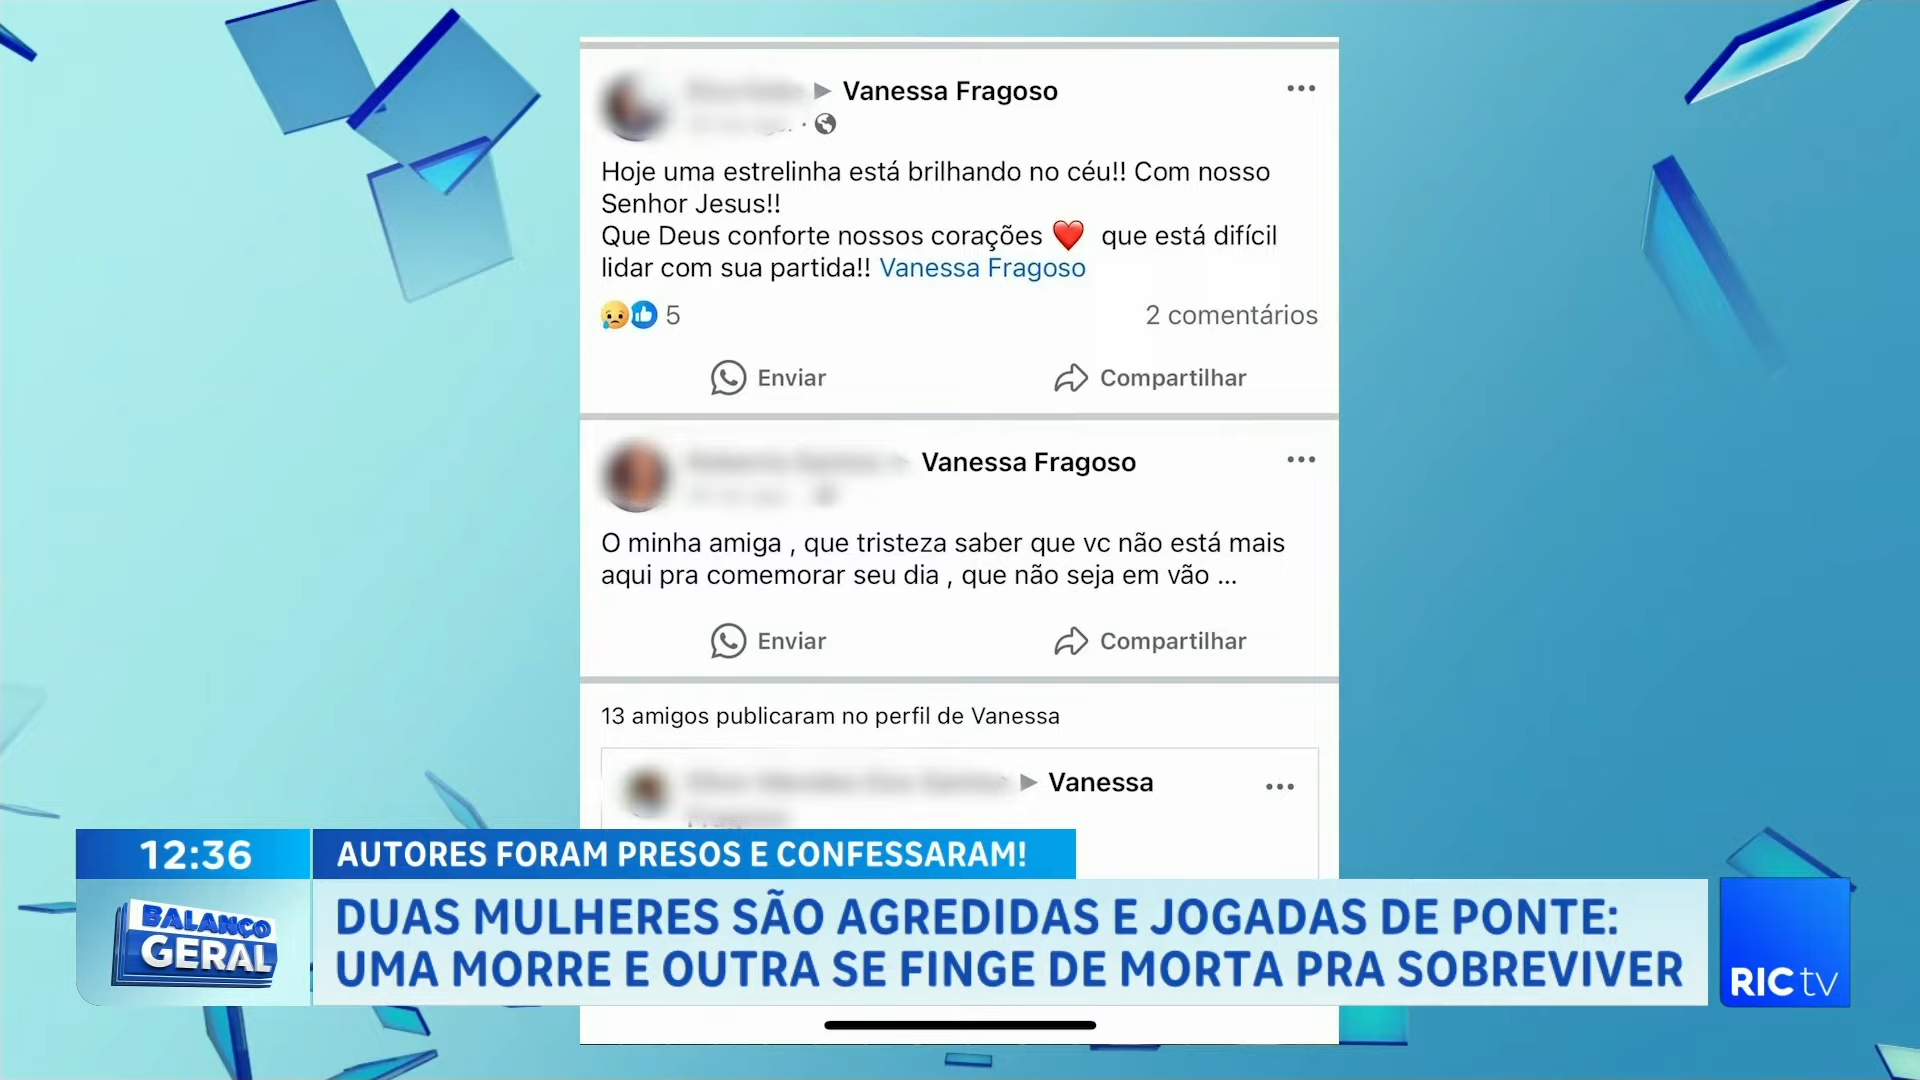 Vanessa Fragoso
Hoje uma estrelinha está brilhando no céu!! Com nosso
Senhor Jesus!!
Que Deus conforte nossos corações ❤️ que está difícil
lidar com sua partida!! Vanessa Fragoso
5
2 comentários
Enviar
Compartilhar
Vanessa Fragoso
O minha amiga , que tristeza saber que vc não está mais
aqui pra comemorar seu dia , que não seja em vão ...
Enviar
Compartilhar
13 amigos publicaram no perfil de Vanessa
Vanessa
12:36
AUTORES FORAM PRESOS E CONFESSARAM!
BALANÇO
GERAL
DUAS MULHERES SÃO AGREDIDAS E JOGADAS DE PONTE:
UMA MORRE E OUTRA SE FINGE DE MORTA PRA SOBREVIVER
RIC tv